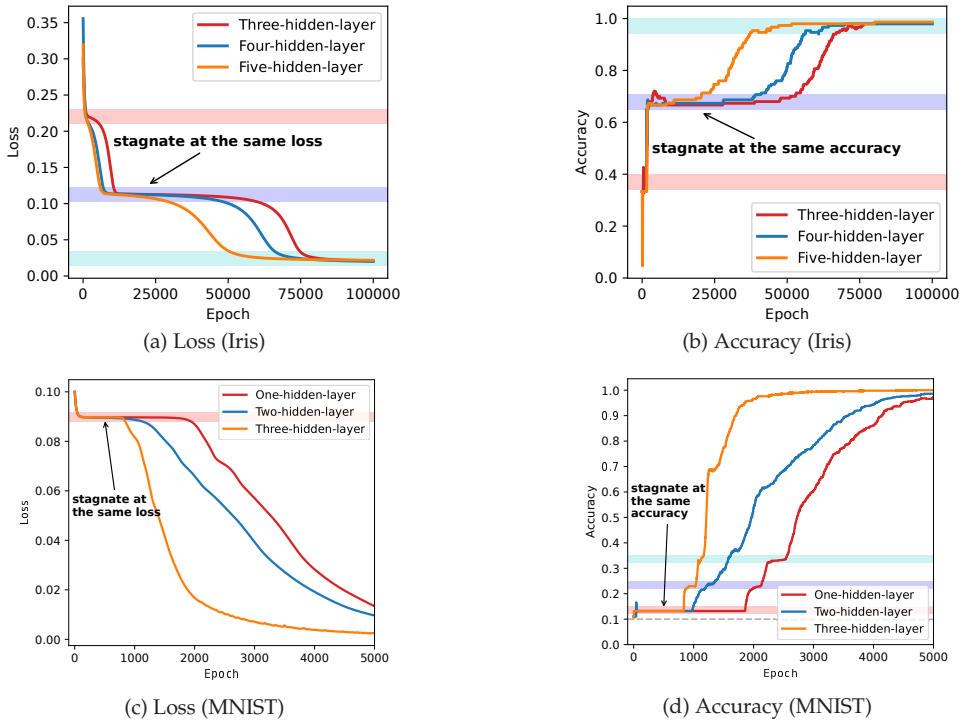 0.35
0.30
0.25
0.20
0.15
0.10
0.05
0.00
Loss
Three-hidden-layer
Four-hidden-layer
Five-hidden-layer
stagnate at the same loss
0 25000 50000 75000 100000
Epoch
(a) Loss (Iris)
1.0
0.8
0.6
0.4
0.2
0.0
Accuracy
stagnate at the same accuracy
Three-hidden-layer
Four-hidden-layer
Five-hidden-layer
0 25000 50000 75000 100000
Epoch
(b) Accuracy (Iris)
0.10
0.08
0.06
0.04
0.02
0.00
Loss
One-hidden-layer
Two-hidden-layer
Three-hidden-layer
stagnate at
the same loss
0 1000 2000 3000 4000 5000
Epoch
(c) Loss (MNIST)
1.0
0.9
0.8
0.7
0.6
0.5
0.4
0.3
0.2
0.1
0.0
Accuracy
stagnate at
the same
accuracy
One-hidden-layer
Two-hidden-layer
Three-hidden-layer
0 1000 2000 3000 4000 5000
Epoch
(d) Accuracy (MNIST)